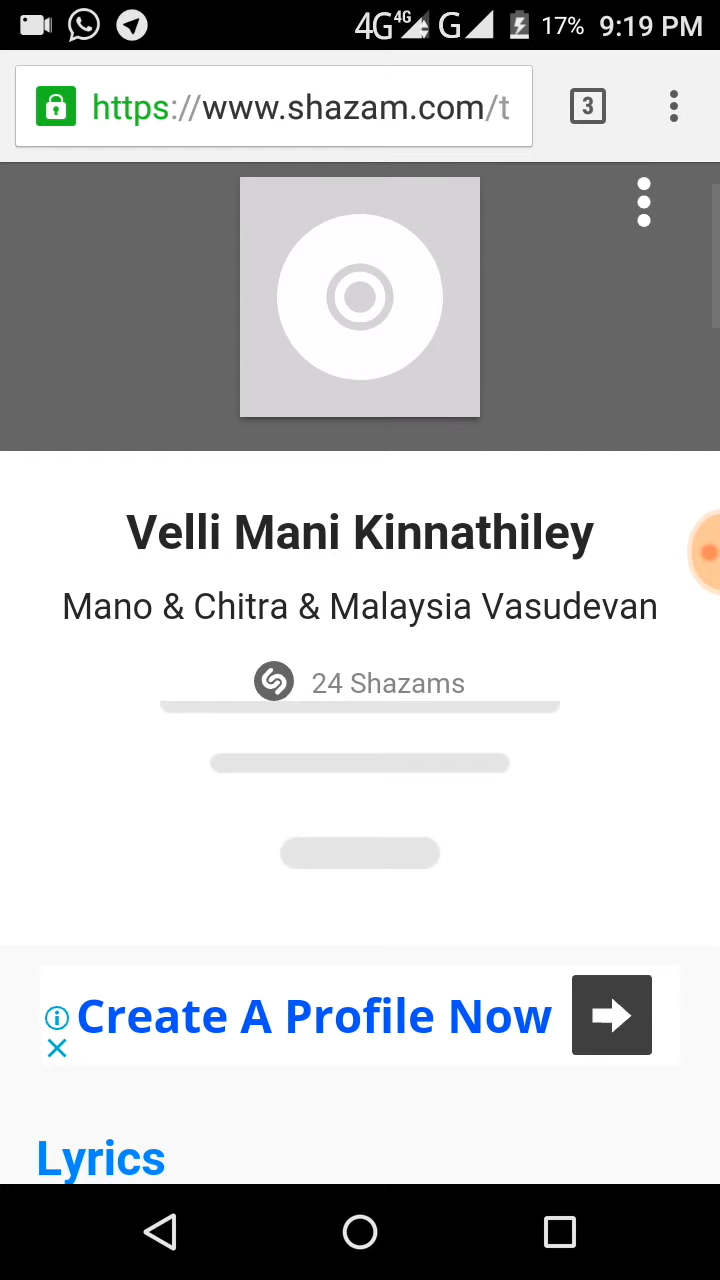 4G 4G G 17% 9:19 PM
https://www.shazam.com/t
3
Velli Mani Kinnathiley
Mano & Chitra & Malaysia Vasudevan
24 Shazams
Create A Profile Now
Lyrics